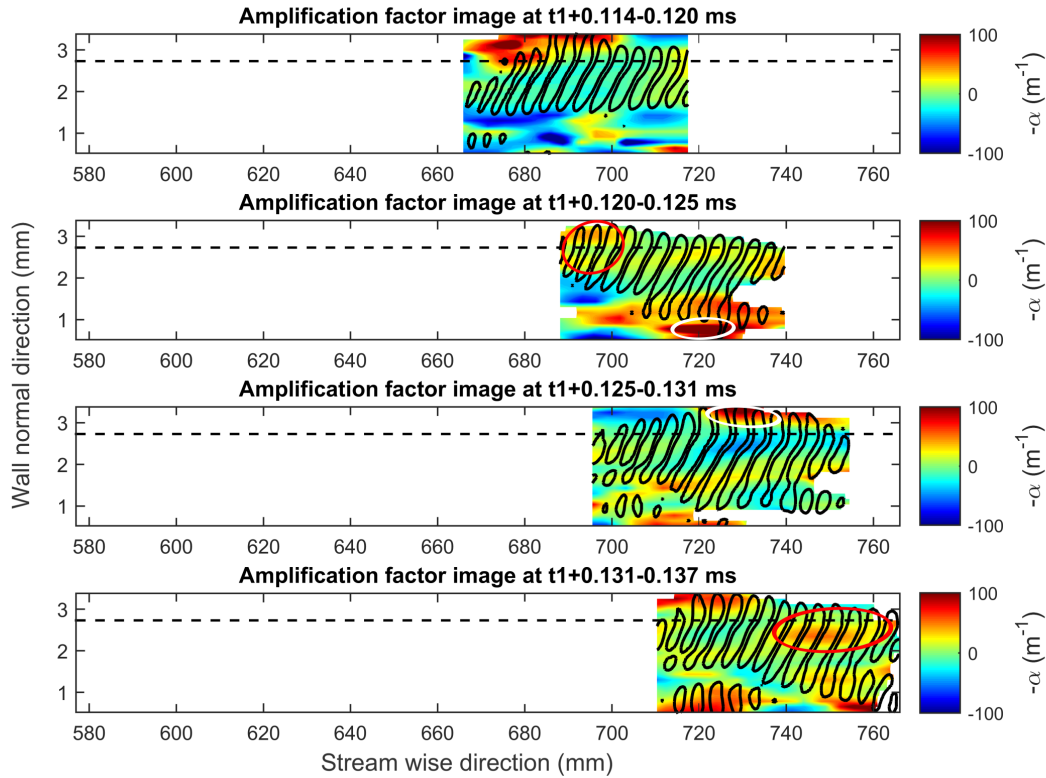 Amplification factor image at t1+0.114-0.120 ms
3
2
1
580 600 620 640 660 680 700 720 740 760
100
0
-100
-α (m⁻¹)
Amplification factor image at t1+0.120-0.125 ms
3
2
1
580 600 620 640 660 680 700 720 740 760
100
0
-100
-α (m⁻¹)
Wall normal direction (mm)
Amplification factor image at t1+0.125-0.131 ms
3
2
1
580 600 620 640 660 680 700 720 740 760
100
0
-100
-α (m⁻¹)
Amplification factor image at t1+0.131-0.137 ms
3
2
1
580 600 620 640 660 680 700 720 740 760
100
0
-100
-α (m⁻¹)
Stream wise direction (mm)